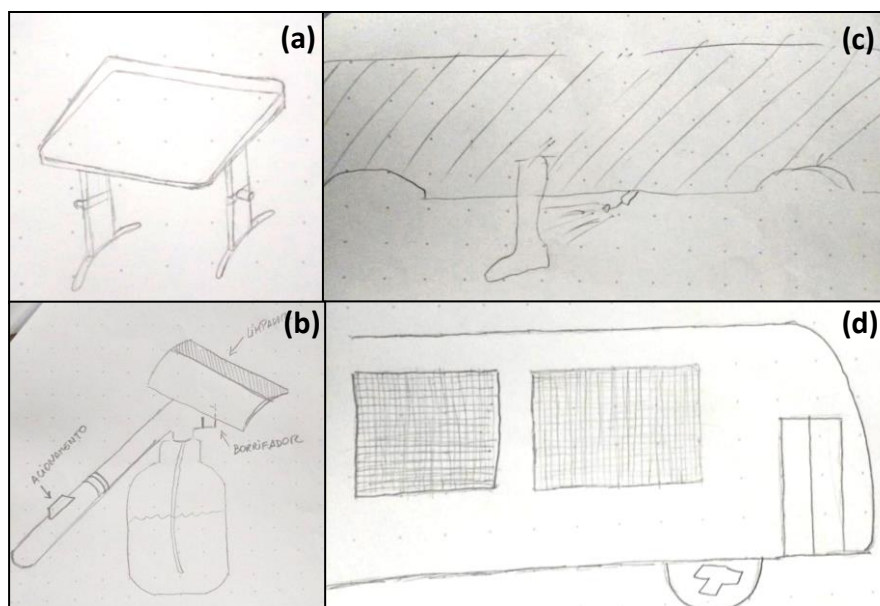 (a)
(c)
(b)
LIMPADOR
ACIONAMENTO
BORRIFADOR
(d)